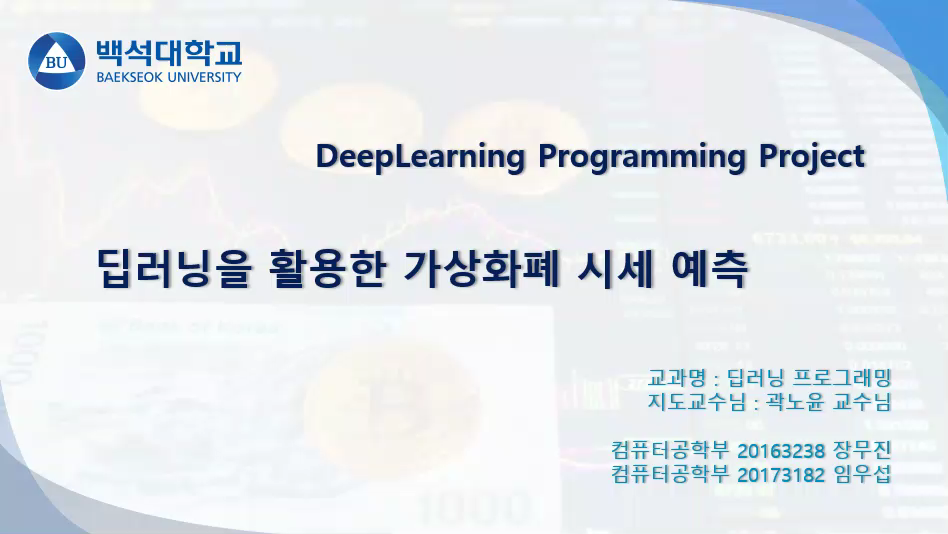 BU
백석대학교
BAEKSEOK UNIVERSITY
DeepLearning Programming Project
딥러닝을 활용한 가상화폐 시세 예측
1000
교과명 : 딥러닝 프로그래밍
지도교수님 : 곽노윤 교수님
컴퓨터공학부 20163238 장무진
컴퓨터공학부 20173182 임우섭
1000